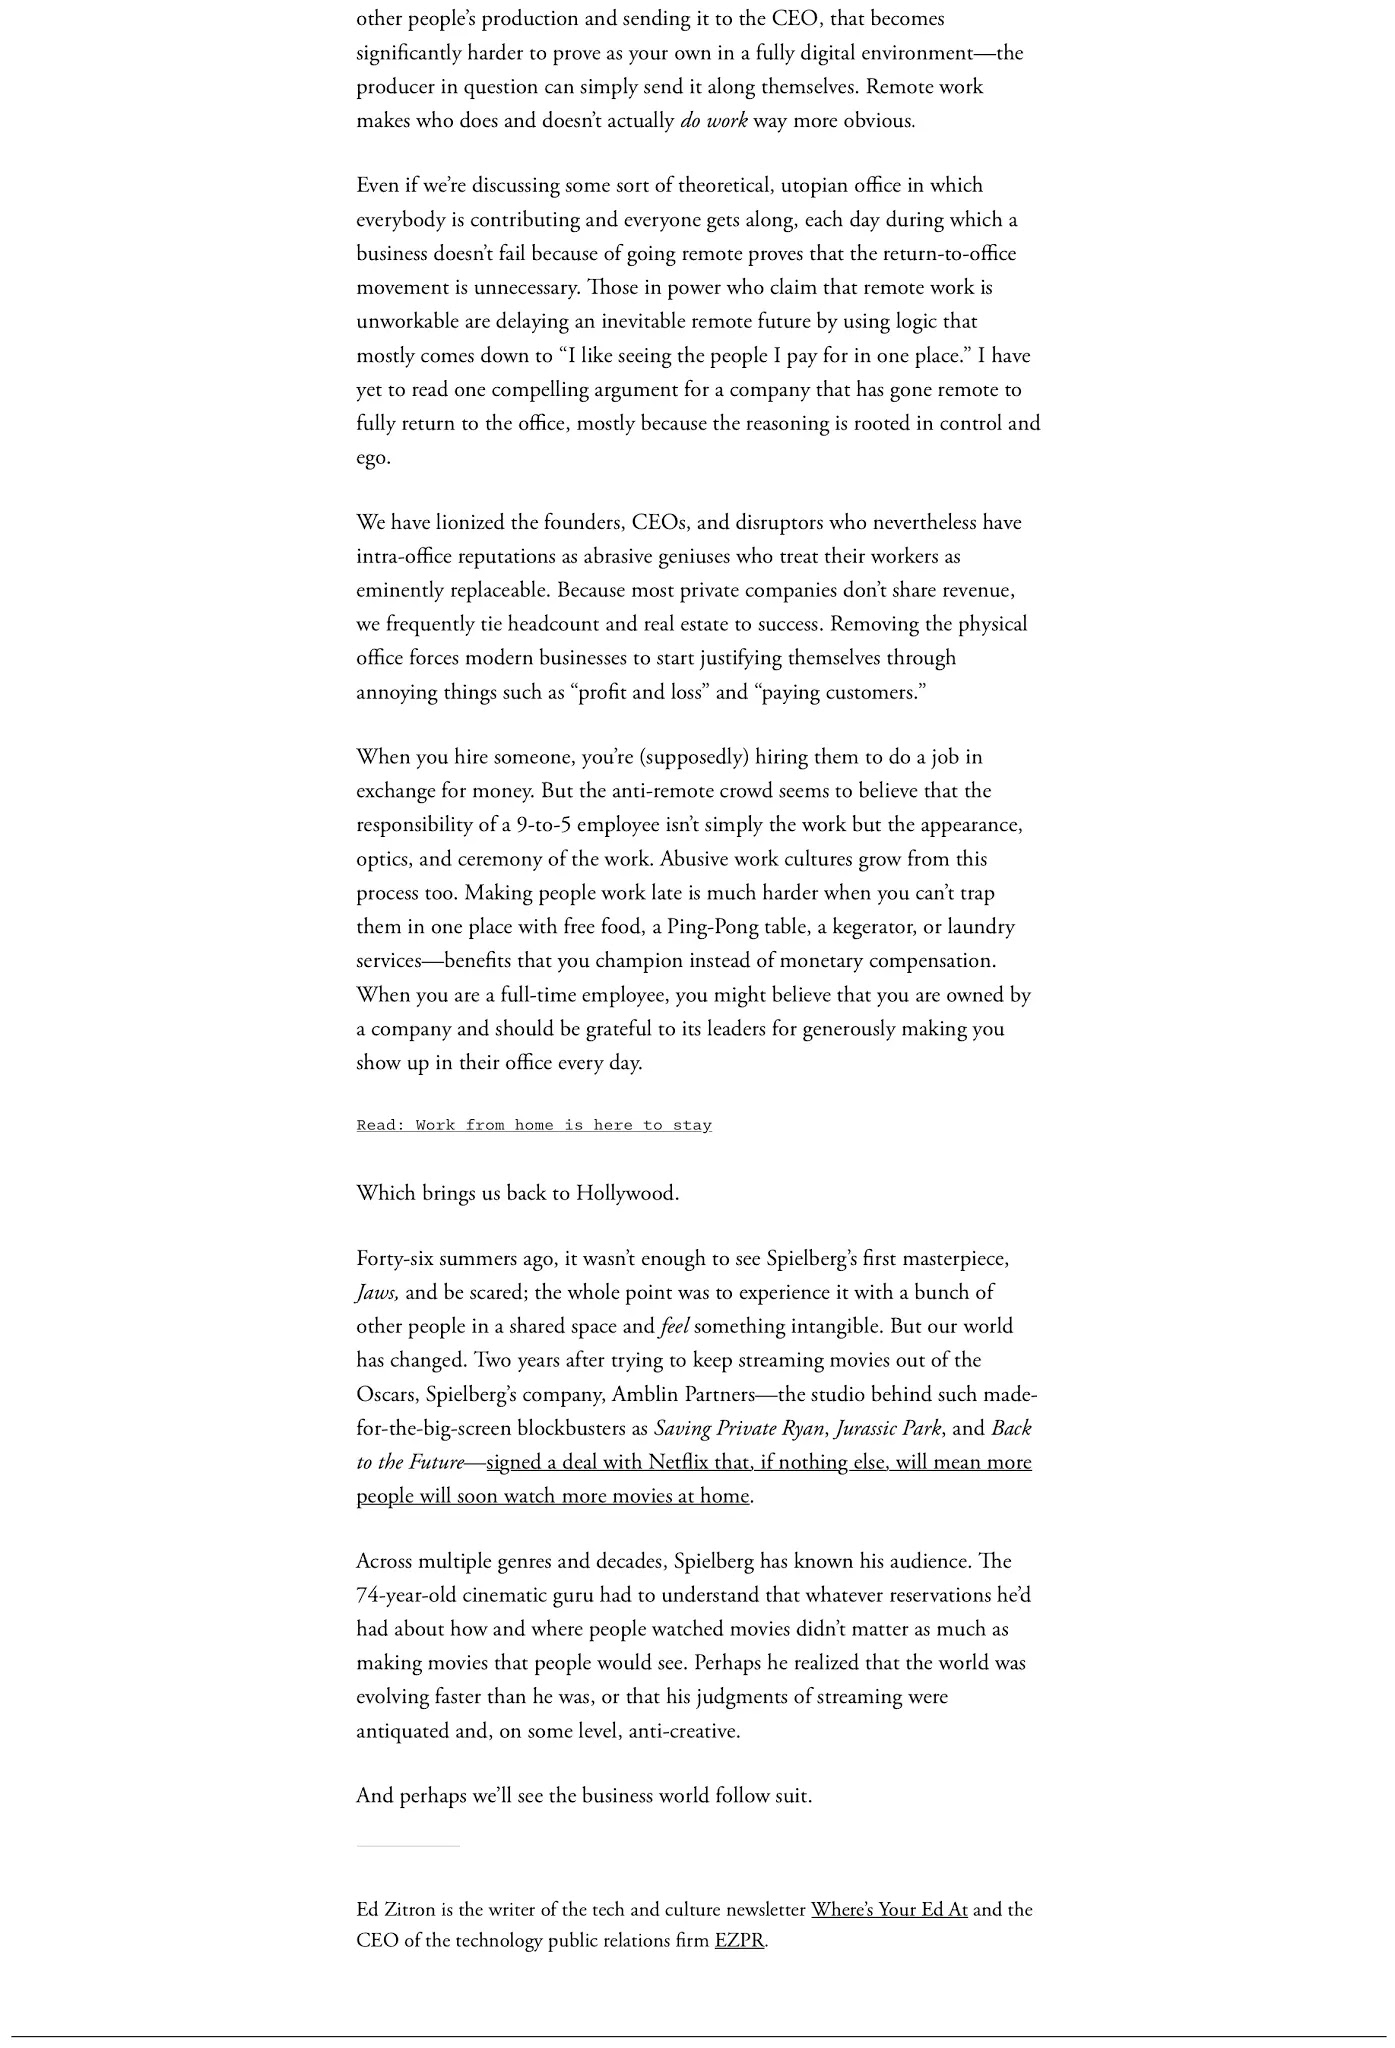 other people’s production and sending it to the CEO, that becomes
significantly harder to prove as your own in a fully digital environment—the
producer in question can simply send it along themselves. Remote work
makes who does and doesn’t actually do work way more obvious.
Even if we’re discussing some sort of theoretical, utopian office in which
everybody is contributing and everyone gets along, each day during which a
business doesn’t fail because of going remote proves that the return-to-office
movement is unnecessary. Those in power who claim that remote work is
unworkable are delaying an inevitable remote future by using logic that
mostly comes down to “I like seeing the people I pay for in one place.” I have
yet to read one compelling argument for a company that has gone remote to
fully return to the office, mostly because the reasoning is rooted in control and
ego.
We have lionized the founders, CEOs, and disruptors who nevertheless have
intra-office reputations as abrasive geniuses who treat their workers as
eminently replaceable. Because most private companies don’t share revenue,
we frequently tie headcount and real estate to success. Removing the physical
office forces modern businesses to start justifying themselves through
annoying things such as “profit and loss” and “paying customers.”
When you hire someone, you’re (supposedly) hiring them to do a job in
exchange for money. But the anti-remote crowd seems to believe that the
responsibility of a 9-to-5 employee isn’t simply the work but the appearance,
optics, and ceremony of the work. Abusive work cultures grow from this
process too. Making people work late is much harder when you can’t trap
them in one place with free food, a Ping-Pong table, a kegerator, or laundry
services—benefits that you champion instead of monetary compensation.
When you are a full-time employee, you might believe that you are owned by
a company and should be grateful to its leaders for generously making you
show up in their office every day.
Read: Work from home is here to stay
Which brings us back to Hollywood.
Forty-six summers ago, it wasn’t enough to see Spielberg’s first masterpiece,
Jaws, and be scared; the whole point was to experience it with a bunch of
other people in a shared space and feel something intangible. But our world
has changed. Two years after trying to keep streaming movies out of the
Oscars, Spielberg’s company, Amblin Partners—the studio behind such made-
for-the-big-screen blockbusters as Saving Private Ryan, Jurassic Park, and Back
to the Future—signed a deal with Netflix that, if nothing else, will mean more
people will soon watch more movies at home.
Across multiple genres and decades, Spielberg has known his audience. The
74-year-old cinematic guru had to understand that whatever reservations he’d
had about how and where people watched movies didn’t matter as much as
making movies that people would see. Perhaps he realized that the world was
evolving faster than he was, or that his judgments of streaming were
antiquated and, on some level, anti-creative.
And perhaps we’ll see the business world follow suit.
Ed Zitron is the writer of the tech and culture newsletter Where’s Your Ed At and the
CEO of the technology public relations firm EZPR.